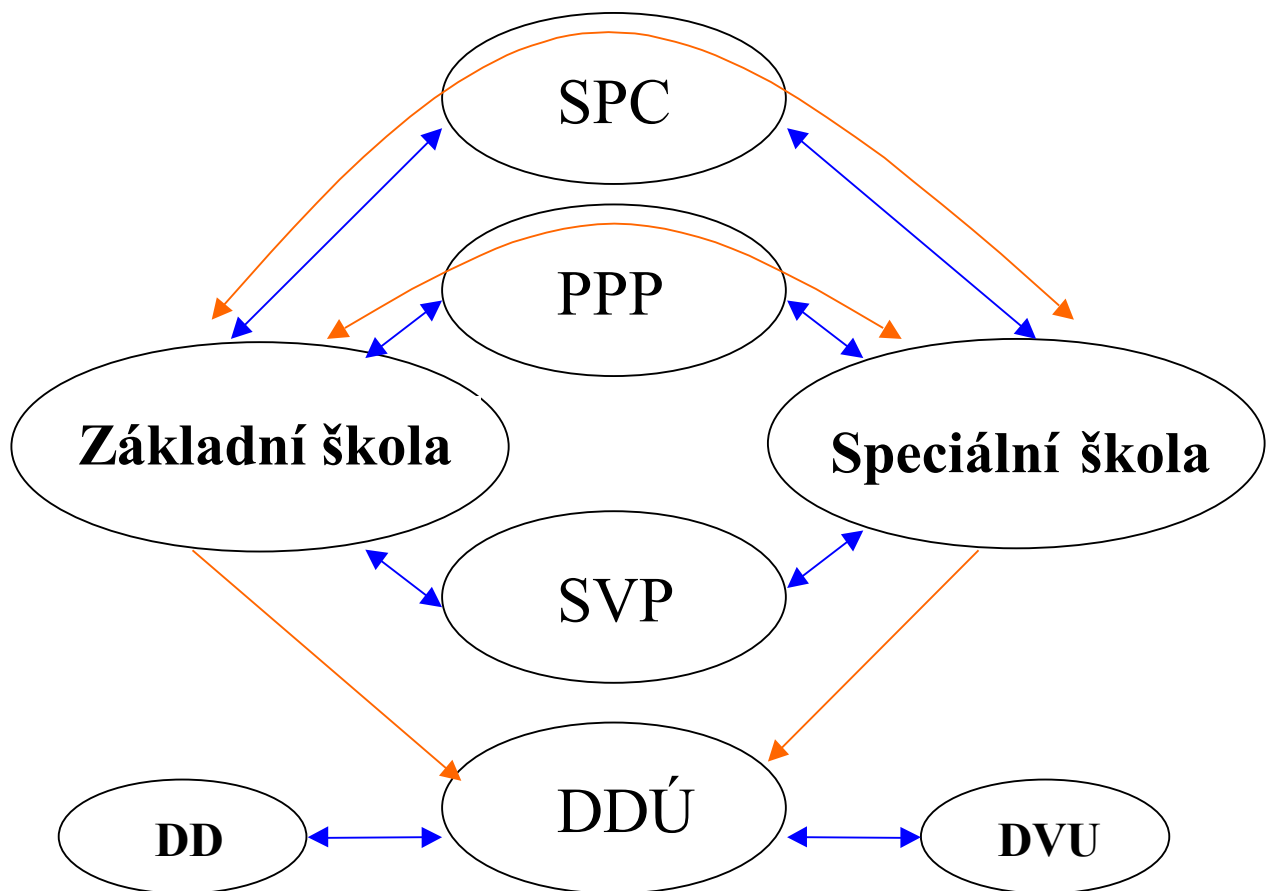 SPC
PPP
Základní škola
Speciální škola
SVP
DDÚ
DD
DVU